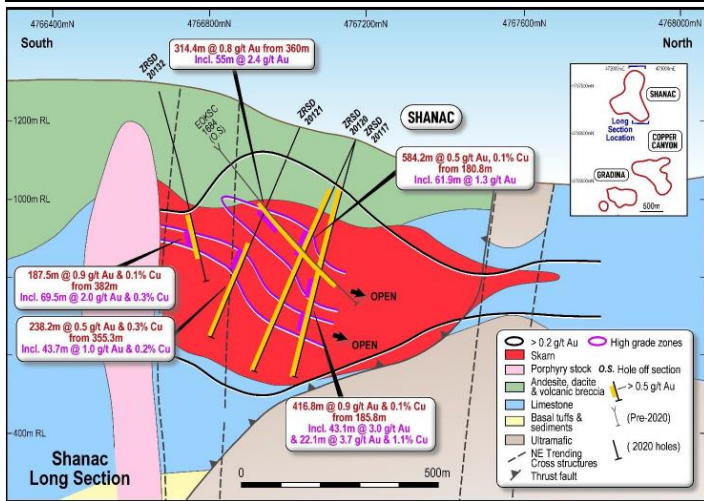 4766400mN
4766800mN
4767200mN
4767600mN
4768000mN
South
North
314.4m @ 0.8 g/t Au from 360m
Incl. 55m @ 2.4 g/t Au
ZRSD
20132
EOKSC
1684
(O.S)
ZRSD
20121
ZRSD
20120
ZRSD
20117
SHANAC
1200m RL
1000m RL
400m RL
584.2m @ 0.5 g/t Au, 0.1% Cu
from 180.8m
Incl. 61.9m @ 1.3 g/t Au
187.5m @ 0.9 g/t Au & 0.1% Cu
from 382m
Incl. 69.5m @ 2.0 g/t Au & 0.3% Cu
238.2m @ 0.5 g/t Au & 0.3% Cu
from 355.3m
Incl. 43.7m @ 1.0 g/t Au & 0.2% Cu
OPEN
OPEN
416.8m @ 0.9 g/t Au & 0.1% Cu
from 185.8m
Incl. 43.1m @ 3.0 g/t Au
& 22.1m @ 3.7 g/t Au & 1.1% Cu
Shanac
Long Section
0
500m
SHANAC
Long
Section
Location
COPPER
CANYON
GRADINA
500m
> 0.2 g/t Au
High grade zones
Skarn
O.S. Hole off section
Porphyry stock
> 0.5 g/t Au
Andesite, dacite
& volcanic breccia
Limestone
(Pre-2020)
Basal tuffs &
sediments
Ultramafic
( 2020 holes)
NE Trending
Cross structures
Thrust fault